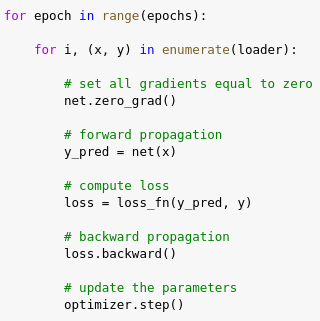 for epoch in range(epochs):
for i, (x, y) in enumerate(loader):
# set all gradients equal to zero
net.zero_grad()
# forward propagation
y_pred = net(x)
# compute loss
loss = loss_fn(y_pred, y)
# backward propagation
loss.backward()
# update the parameters
optimizer.step()